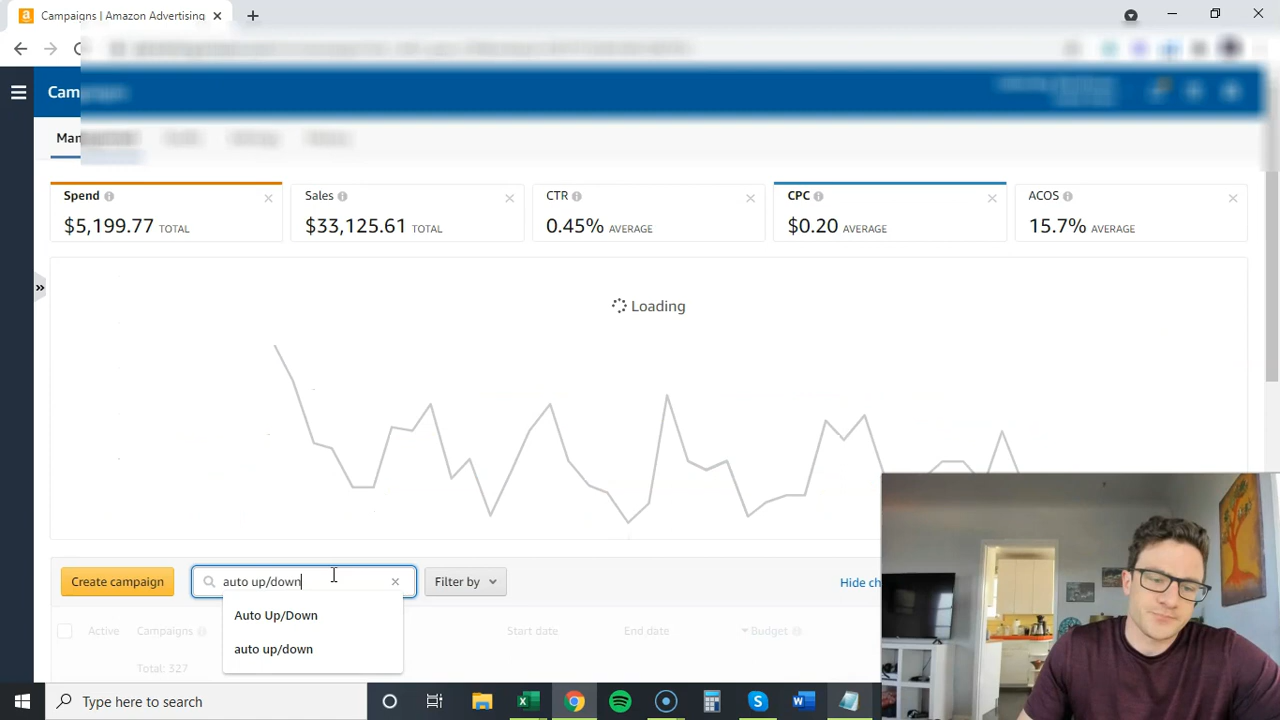 Campaigns | Amazon Advertising
Cam
Man
Spend
$5,199.77 TOTAL
Sales
$33,125.61 TOTAL
CTR
0.45% AVERAGE
CPC
$0.20 AVERAGE
ACOS
15.7% AVERAGE
Loading
Create campaign
auto up/down
Filter by
Hide ch
Auto Up/Down
auto up/down
Active
Campaigns
Start date
End date
Budget
Total: 327
Type here to search